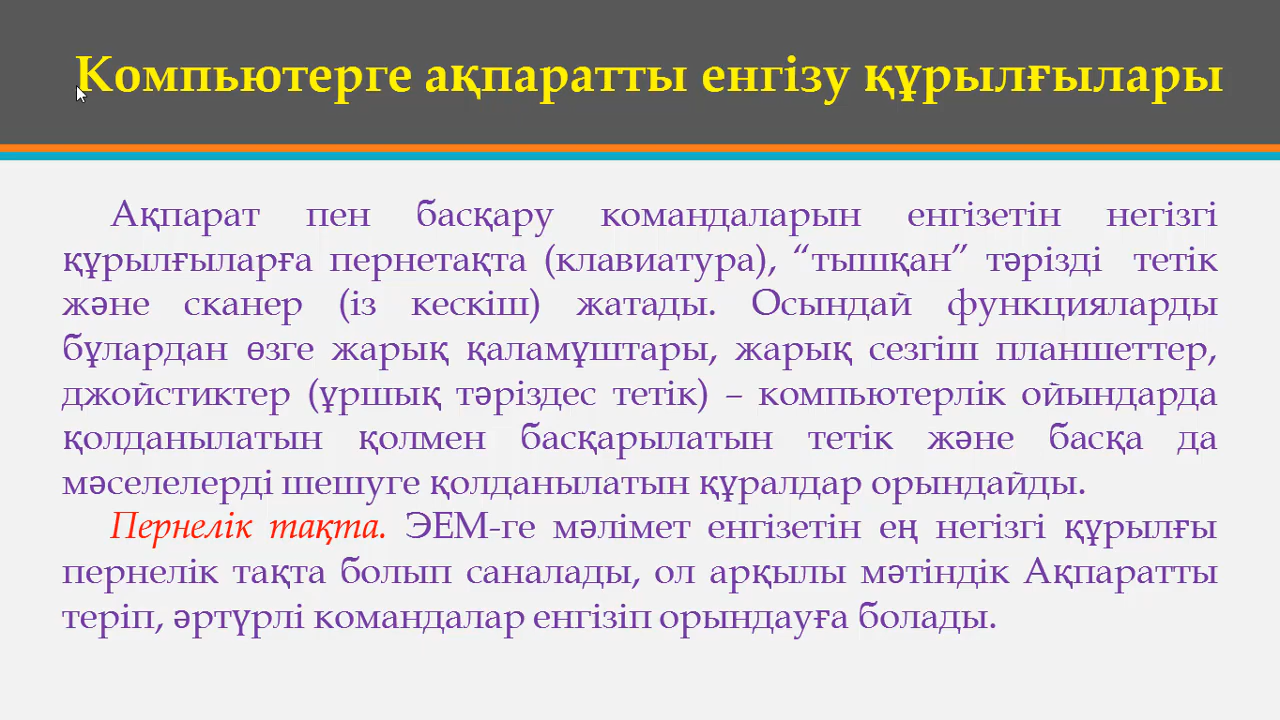 Компьютерге ақпаратты енгізу құрылғылары
Ақпарат пен басқару командаларын енгізетін негізгі
құрылғыларға пернетақта (клавиатура), “тышқан” тәрізді тетік
және сканер (із кескіш) жатады. Осындай функцияларды
бұлардан өзге жарық қаламұштары, жарық сезгіш планшеттер,
джойстиктер (ұршық тәріздес тетік) – компьютерлік ойындарда
қолданылатын қолмен басқарылатын тетік және басқа да
мәселелерді шешуге қолданылатын құралдар орындайды.
Пернелік тақта. ЭЕМ-ге мәлімет енгізетін ең негізгі құрылғы
пернелік тақта болып саналады, ол арқылы мәтіндік Ақпаратты
теріп, әртүрлі командалар енгізіп орындауға болады.